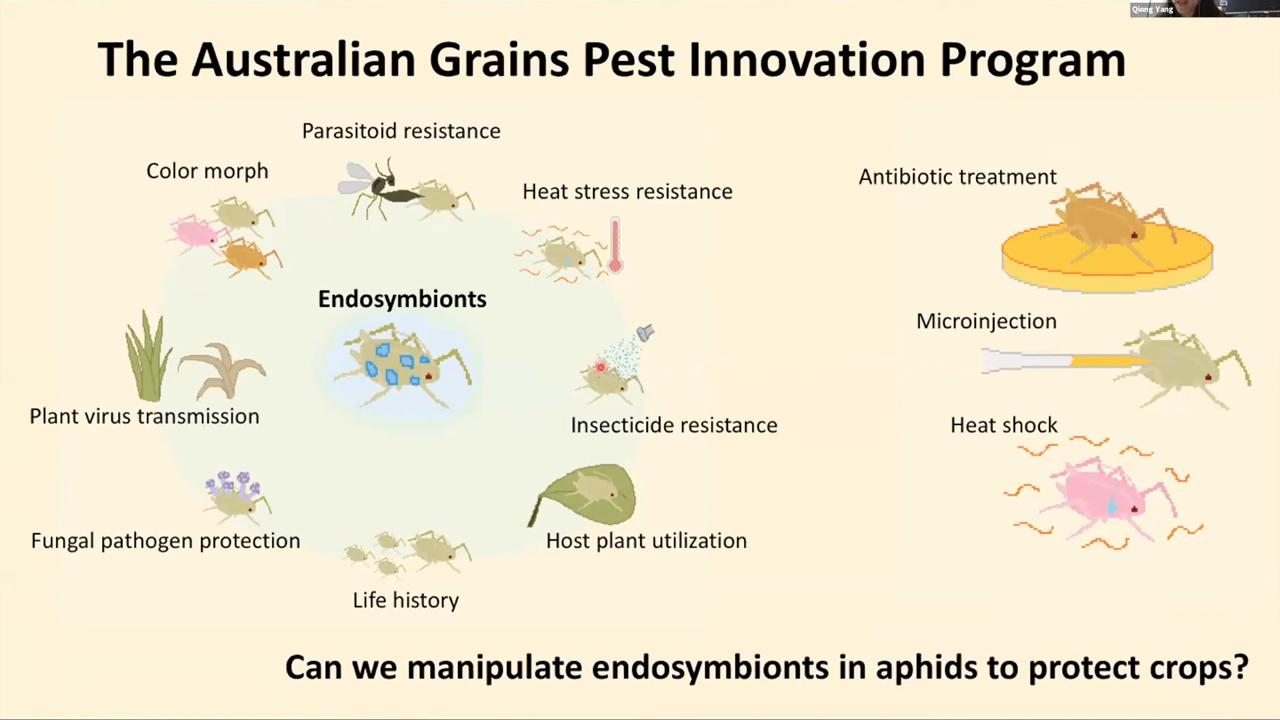 Qiong Yang
The Australian Grains Pest Innovation Program
Parasitoid resistance
Color morph
Heat stress resistance
Endosymbionts
Plant virus transmission
Insecticide resistance
Fungal pathogen protection
Host plant utilization
Life history
Antibiotic treatment
Microinjection
Heat shock
Can we manipulate endosymbionts in aphids to protect crops?